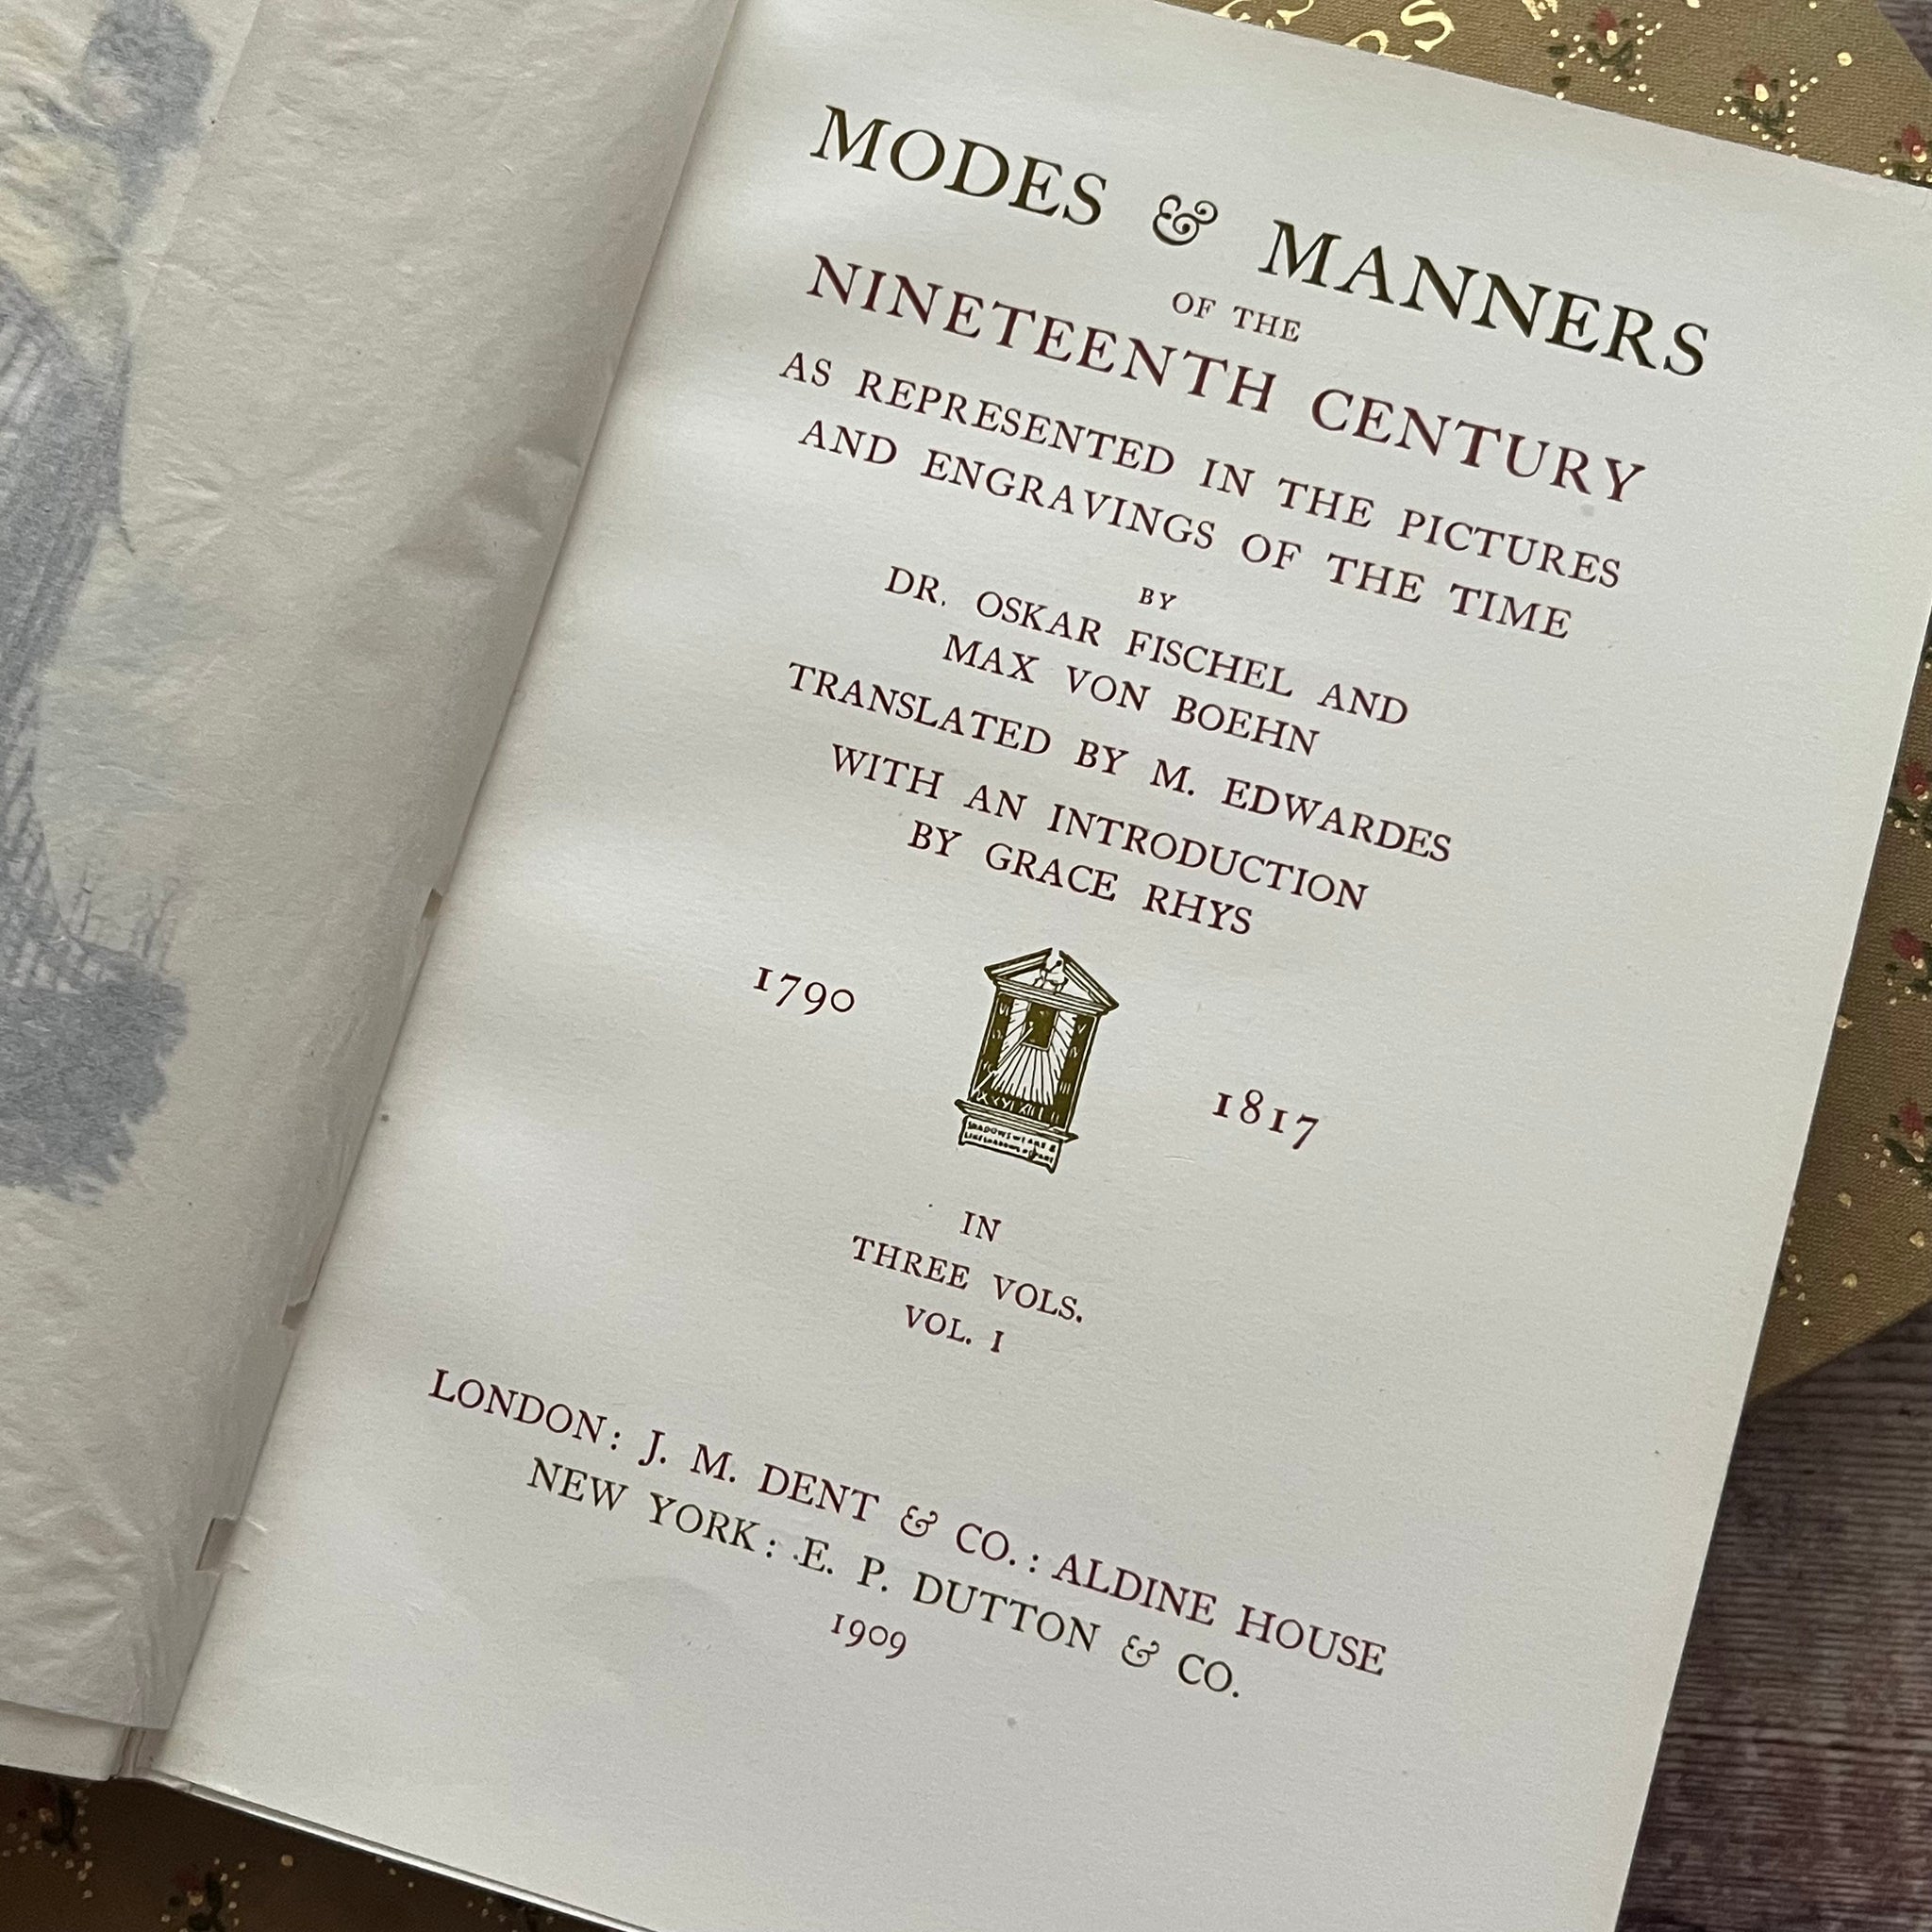 MODES & MANNERS
OF THE
NINETEENTH CENTURY
AS REPRESENTED IN THE PICTURES
AND ENGRAVINGS OF THE TIME
BY
DR. OSKAR FISCHEL AND
MAX VON BOEHN
TRANSLATED BY M. EDWARDES
WITH AN INTRODUCTION
BY GRACE RHYS
1790
1817
IN
THREE VOLS.
VOL. I
LONDON: J. M. DENT & CO.: ALDINE HOUSE
NEW YORK: E. P. DUTTON & CO.
1909